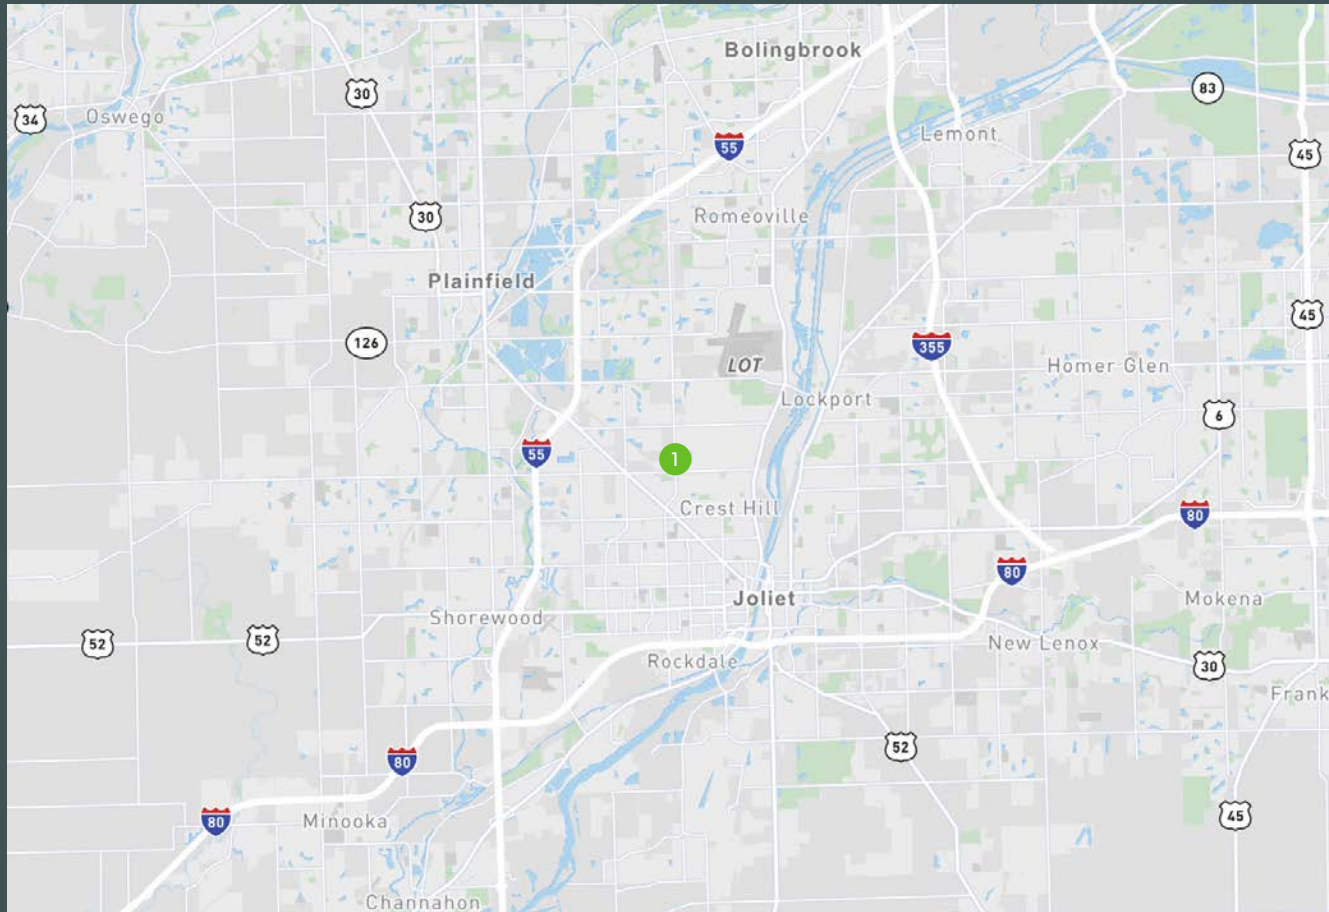 Bolingbrook
30
83
34
Oswego
Lemont
55
45
30
Romeoville
Plainfield
45
126
355
LOT
Homer Glen
Lockport
6
55
1
Crest Hill
80
80
Joliet
Mokena
Shorewood
52
52
New Lenox
Rockdale
30
Frank
52
80
45
80
Minooka
Channahon